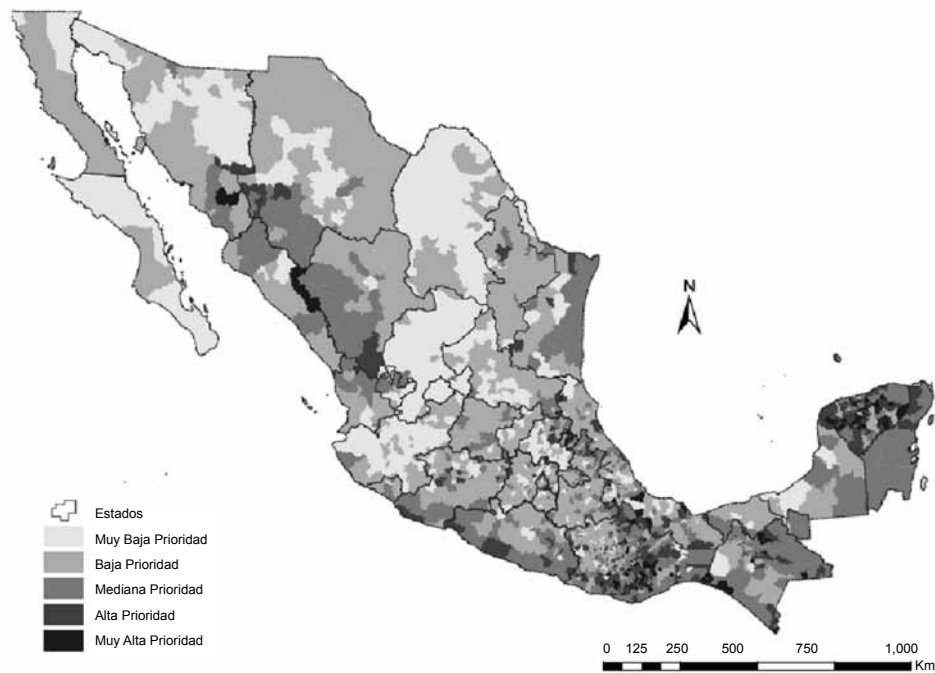 N
Estados
Muy Baja Prioridad
Baja Prioridad
Mediana Prioridad
Alta Prioridad
Muy Alta Prioridad
0 125 250 500 750 1,000
Km